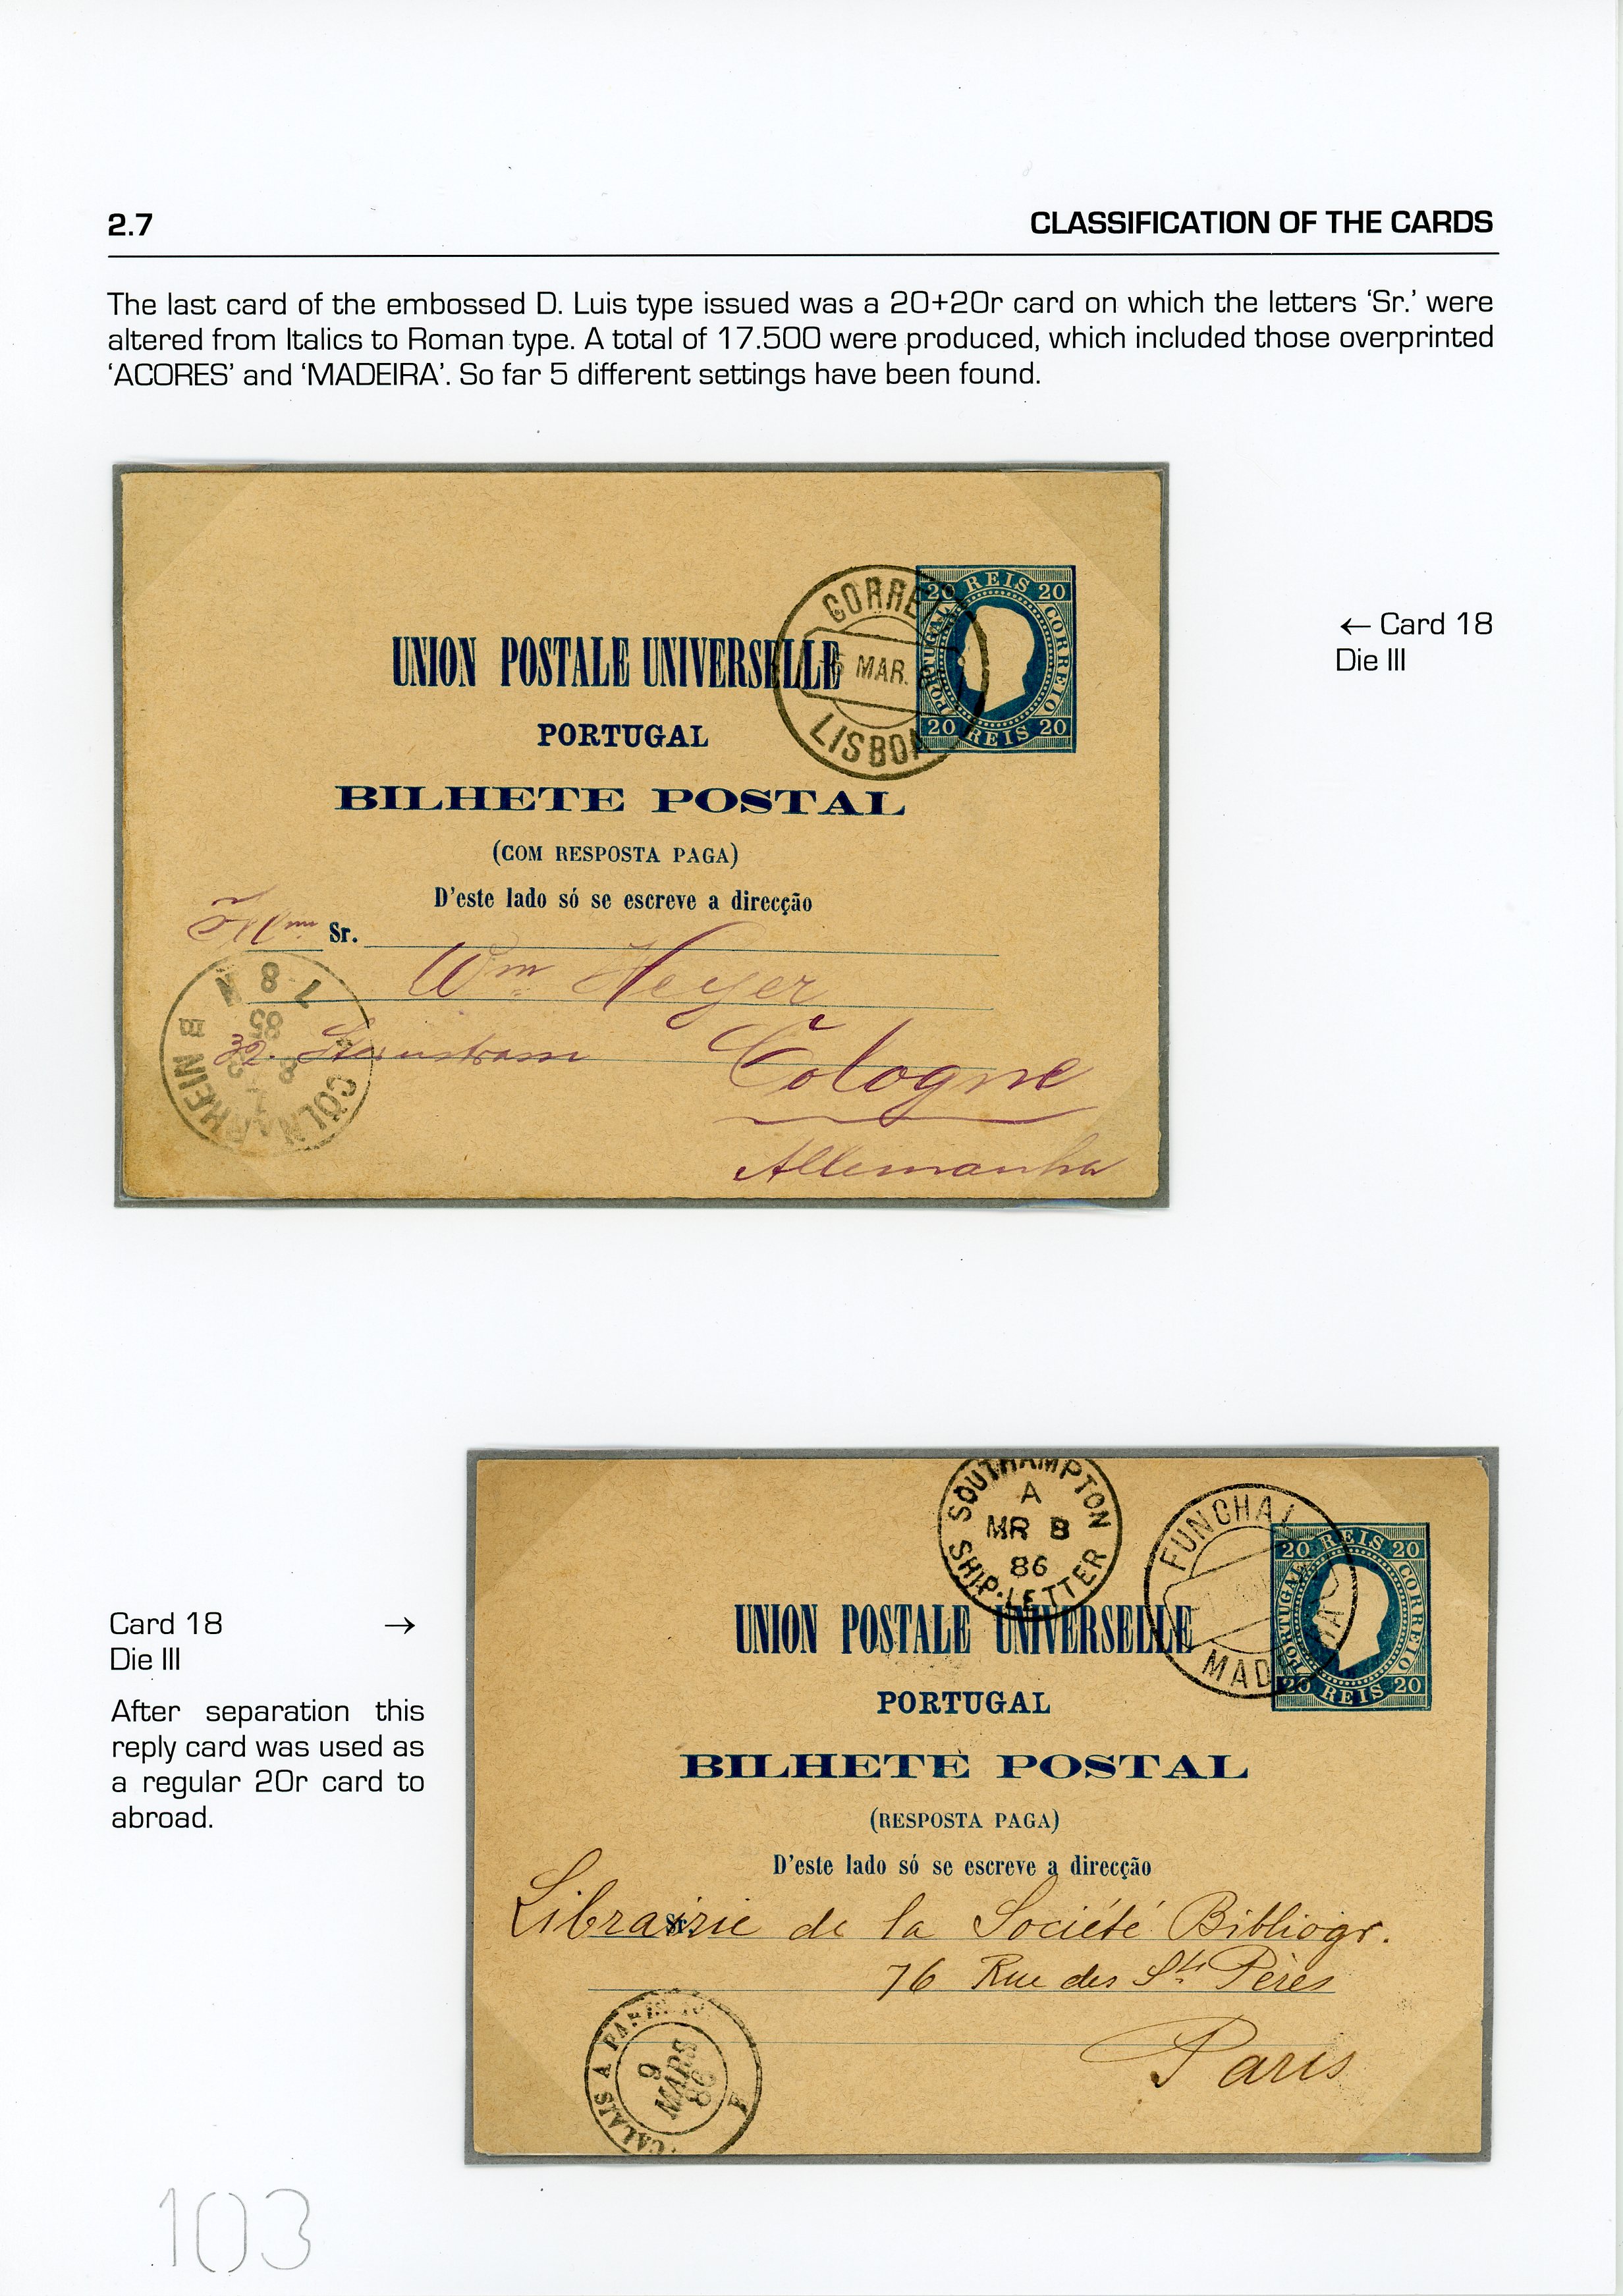 2.7
CLASSIFICATION OF THE CARDS
The last card of the embossed D. Luis type issued was a 20+20r card on which the letters ‘Sr.’ were
altered from Italics to Roman type. A total of 17.500 were produced, which included those overprinted
‘ACORES’ and ‘MADEIRA’. So far 5 different settings have been found.
← Card 18
Die III
20 REIS 20
PORTUGAL
CORREIO
20 REIS 20
LISBOA
MAR.
UNION POSTALE UNIVERSELLE
PORTUGAL
BILHETE POSTAL
(COM RESPOSTA PAGA)
D'este lado só se escreve a direcção
Sr.
Wm Heyer
32.
Cologne
Allemanha
CÖLN RHEIN B
85
7-8 N
Card 18 →
Die III
After separation this
reply card was used as
a regular 20r card to
abroad.
SOUTHAMPTON
A
MR 8
86
SHIP-LETTER
FUNCHAL
20 REIS 20
PORTUGAL
CORREIO
20 REIS 20
UNION POSTALE UNIVERSELLE
PORTUGAL
BILHETE POSTAL
(RESPOSTA PAGA)
D'este lado só se escreve a direcção
Sr.
Librairie de la Société Bibliogr.
76 Rue des Sts Pères
Paris
CALAIS A PARIS
9
MARS
86
103